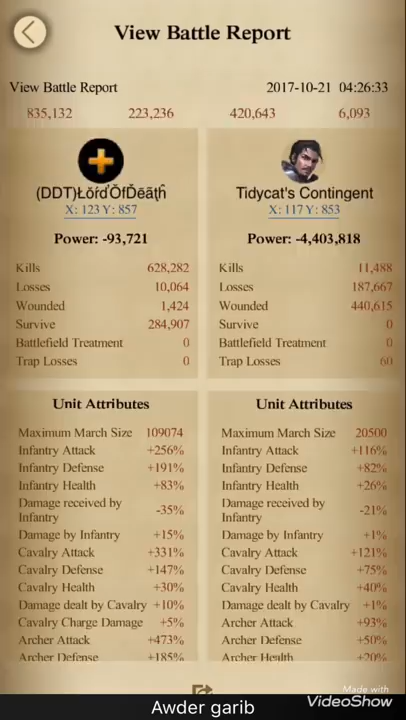 View Battle Report
View Battle Report 2017-10-21 04:26:33
835,132 223,236 420,643 6,093
(DDT)ŁŏŕďŎfĎēāţĥ
X: 123 Y: 857
Power: -93,721
Kills 628,282
Losses 10,064
Wounded 1,424
Survive 284,907
Battlefield Treatment 0
Trap Losses 0
Tidycat's Contingent
X: 117 Y: 853
Power: -4,403,818
Kills 11,488
Losses 187,667
Wounded 440,615
Survive 0
Battlefield Treatment 0
Trap Losses 60
Unit Attributes
Maximum March Size 109074
Infantry Attack +256%
Infantry Defense +191%
Infantry Health +83%
Damage received by
Infantry -35%
Damage by Infantry +15%
Cavalry Attack +331%
Cavalry Defense +147%
Cavalry Health +30%
Damage dealt by Cavalry +10%
Cavalry Charge Damage +5%
Archer Attack +473%
Archer Defense +185%
Unit Attributes
Maximum March Size 20500
Infantry Attack +116%
Infantry Defense +82%
Infantry Health +26%
Damage received by
Infantry -21%
Damage by Infantry +1%
Cavalry Attack +121%
Cavalry Defense +75%
Cavalry Health +40%
Damage dealt by Cavalry +1%
Archer Attack +93%
Archer Defense +50%
Archer Health +20%
Made with
VideoShow
Awder garib